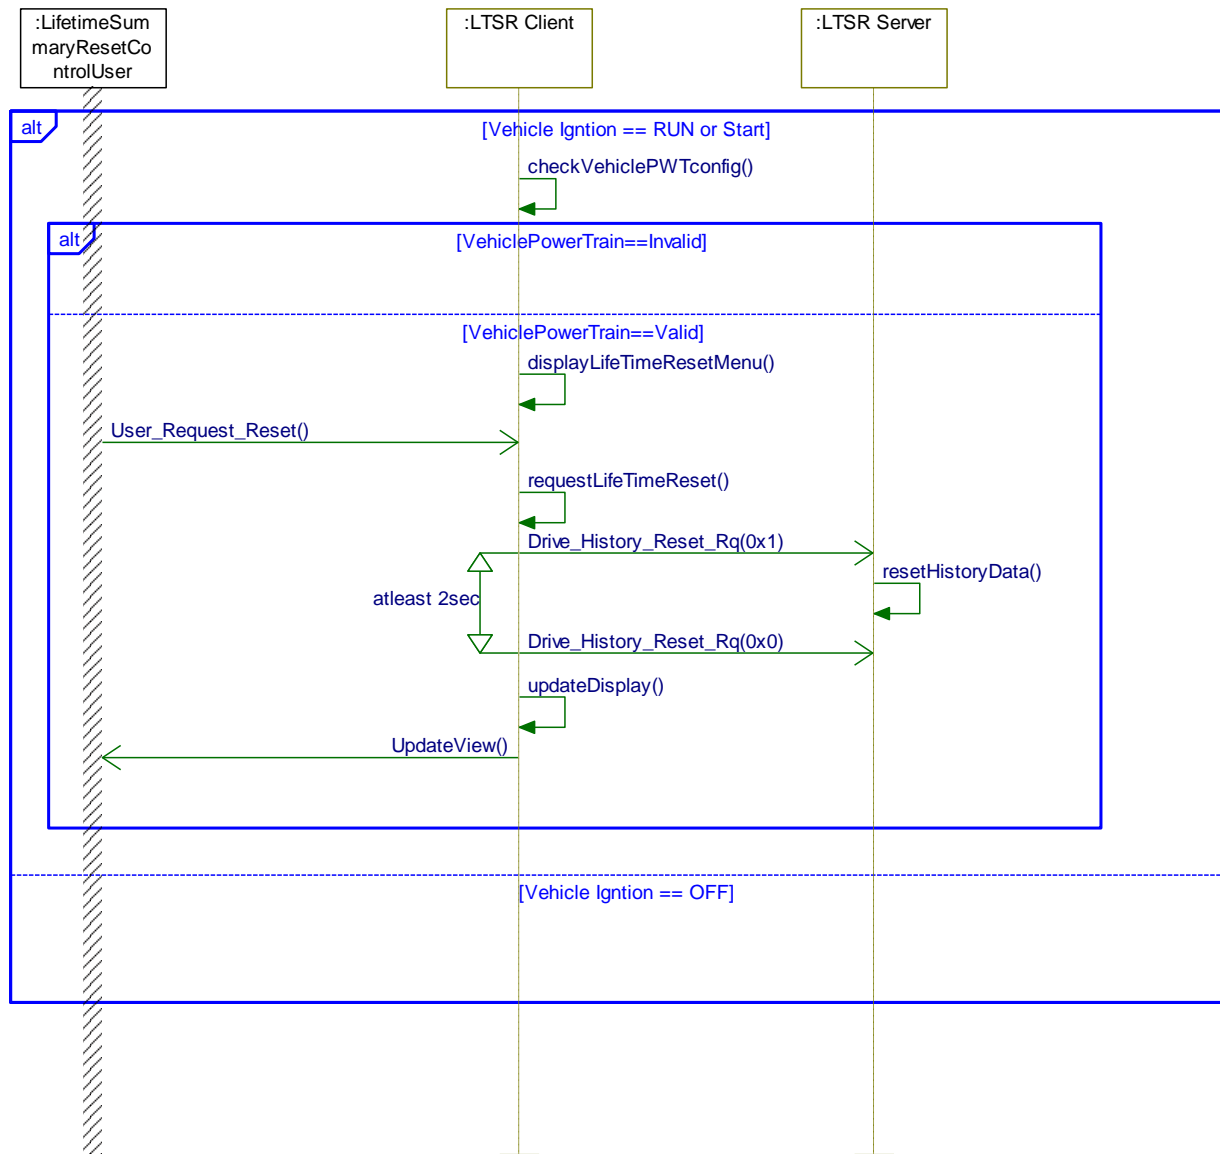 :LifetimeSum
maryResetCo
ntrolUser
:LTSR Client
:LTSR Server
alt
[Vehicle Igntion == RUN or Start]
checkVehiclePWTconfig()
alt
[VehiclePowerTrain==Invalid]
[VehiclePowerTrain==Valid]
displayLifeTimeResetMenu()
User_Request_Reset()
requestLifeTimeReset()
Drive_History_Reset_Rq(0x1)
resetHistoryData()
atleast 2sec
Drive_History_Reset_Rq(0x0)
updateDisplay()
UpdateView()
[Vehicle Igntion == OFF]